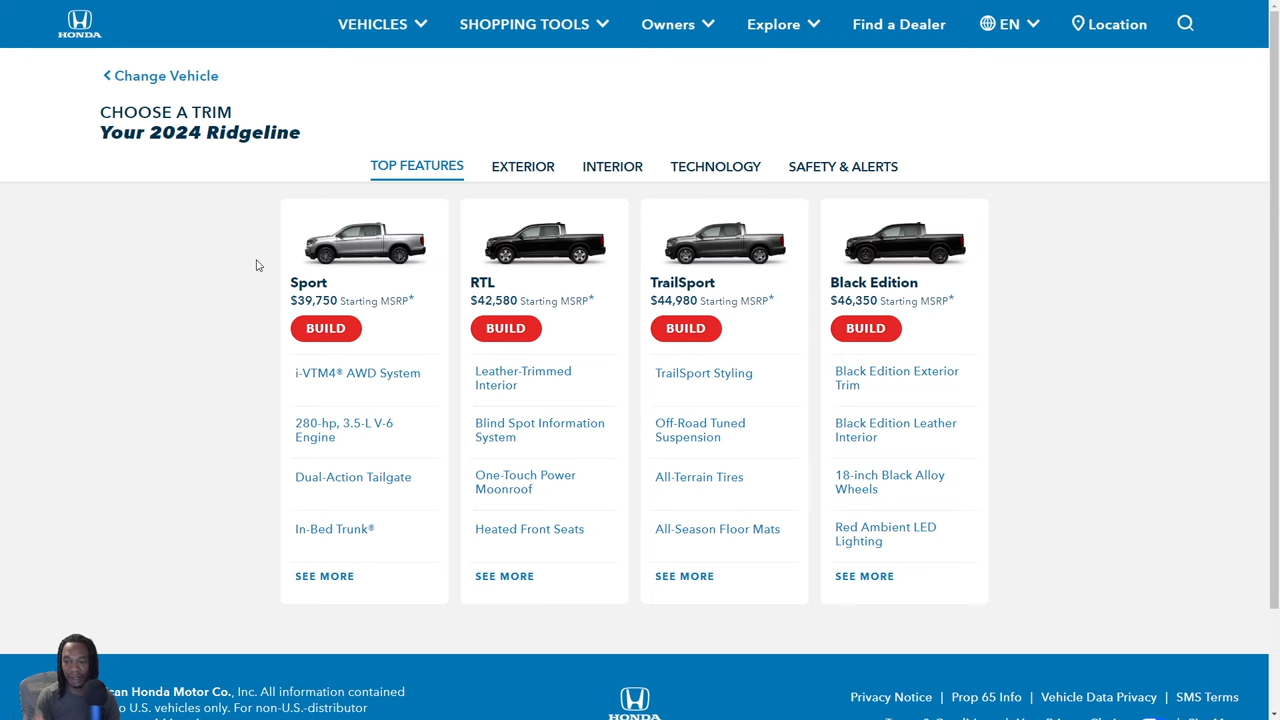 HONDA
VEHICLES
SHOPPING TOOLS
Owners
Explore
Find a Dealer
EN
Location
Change Vehicle
CHOOSE A TRIM
Your 2024 Ridgeline
TOP FEATURES
EXTERIOR
INTERIOR
TECHNOLOGY
SAFETY & ALERTS
Sport
$39,750 Starting MSRP*
BUILD
i-VTM4® AWD System
280-hp, 3.5-L V-6
Engine
Dual-Action Tailgate
In-Bed Trunk®
SEE MORE
RTL
$42,580 Starting MSRP*
BUILD
Leather-Trimmed
Interior
Blind Spot Information
System
One-Touch Power
Moonroof
Heated Front Seats
SEE MORE
TrailSport
$44,980 Starting MSRP*
BUILD
TrailSport Styling
Off-Road Tuned
Suspension
All-Terrain Tires
All-Season Floor Mats
SEE MORE
Black Edition
$46,350 Starting MSRP*
BUILD
Black Edition Exterior
Trim
Black Edition Leather
Interior
18-inch Black Alloy
Wheels
Red Ambient LED
Lighting
SEE MORE
Honda Motor Co., Inc. All information contained
U.S. vehicles only. For non-U.S.-distributor
HONDA
Privacy Notice | Prop 65 Info | Vehicle Data Privacy | SMS Terms